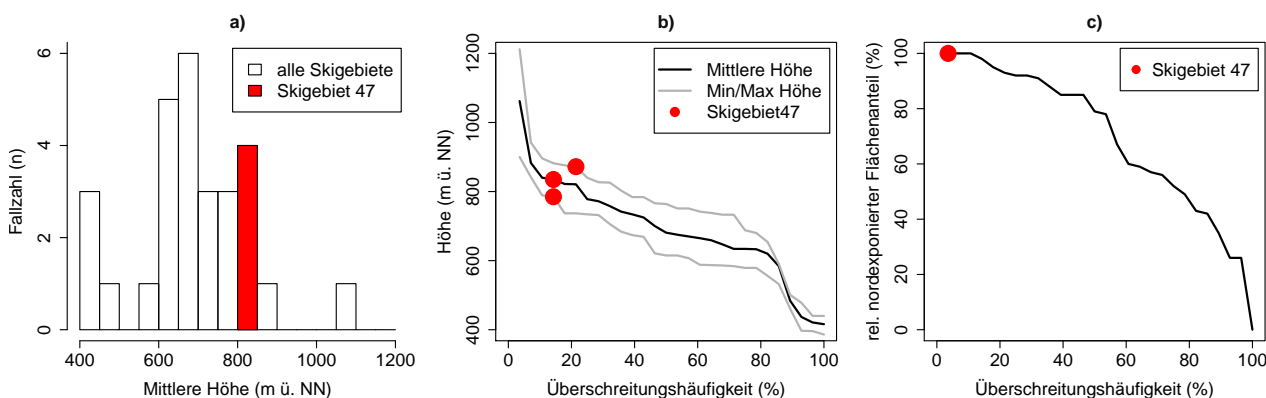 a)
Fallzahl (n)
0
2
4
6
400
600
800
1000
1200
Mittlere Höhe (m ü. NN)
alle Skigebiete
Skigebiet 47
b)
Höhe (m ü. NN)
400
600
800
1000
1200
0
20
40
60
80
100
Überschreitungshäufigkeit (%)
Mittlere Höhe
Min/Max Höhe
Skigebiet47
c)
rel. nordexponierter Flächenanteil (%)
0
20
40
60
80
100
0
20
40
60
80
100
Überschreitungshäufigkeit (%)
Skigebiet 47